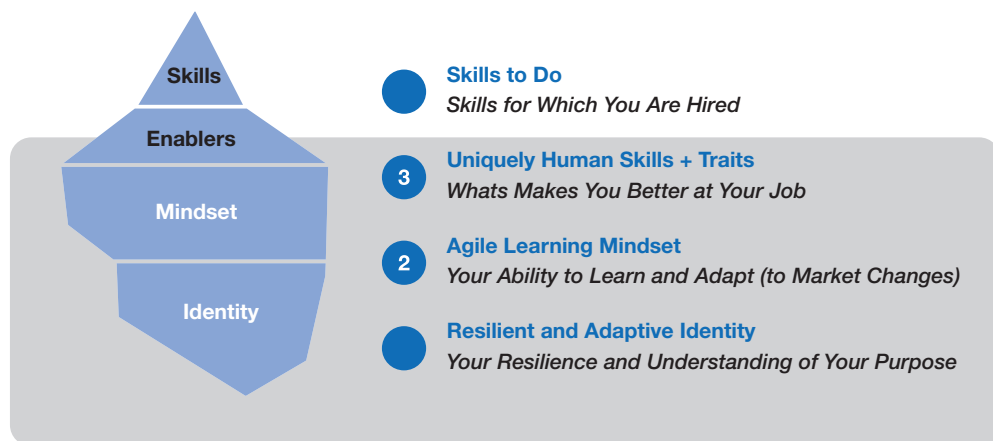 Skills
Enablers
Mindset
Identity
Skills to Do
Skills for Which You Are Hired
3
Uniquely Human Skills + Traits
Whats Makes You Better at Your Job
2
Agile Learning Mindset
Your Ability to Learn and Adapt (to Market Changes)
Resilient and Adaptive Identity
Your Resilience and Understanding of Your Purpose